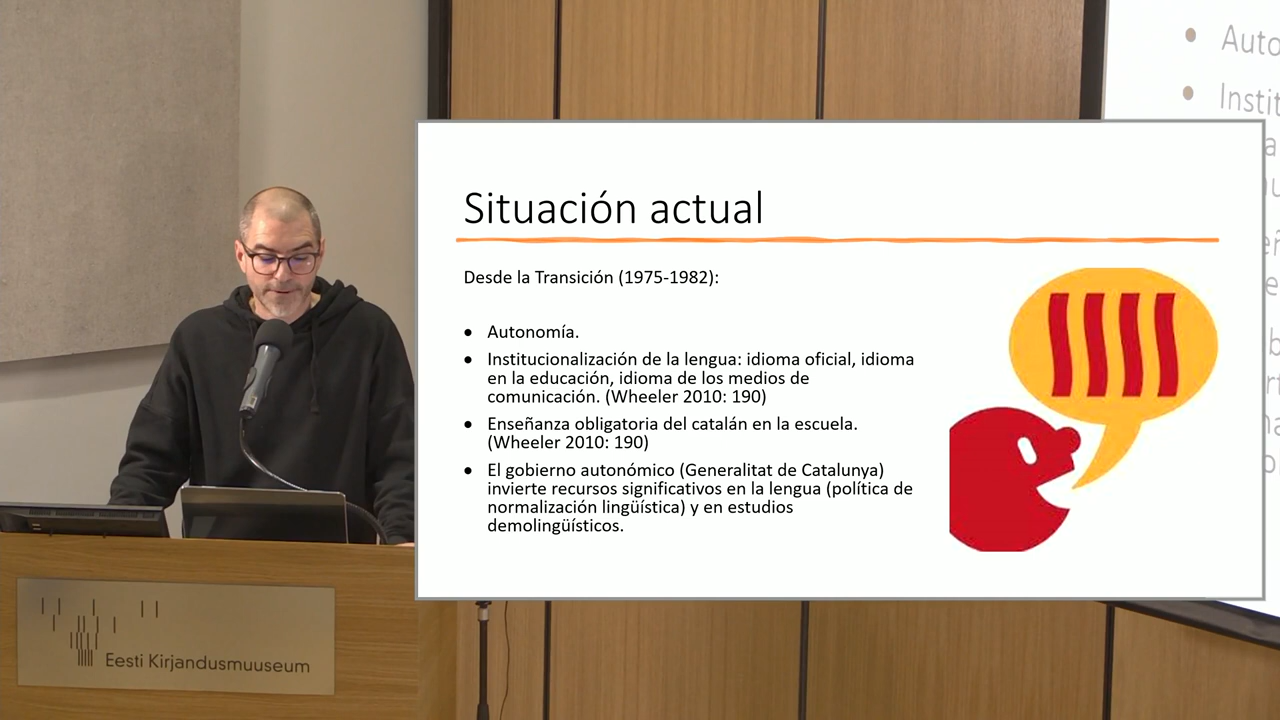 Situación actual
Desde la Transición (1975-1982):
• Autonomía.
• Institucionalización de la lengua: idioma oficial, idioma
en la educación, idioma de los medios de
comunicación. (Wheeler 2010: 190)
• Enseñanza obligatoria del catalán en la escuela.
(Wheeler 2010: 190)
• El gobierno autonómico (Generalitat de Catalunya)
invierte recursos significativos en la lengua (política de
normalización lingüística) y en estudios
demolingüísticos.
Eesti Kirjandusmuuseum
• Auto
• Instit